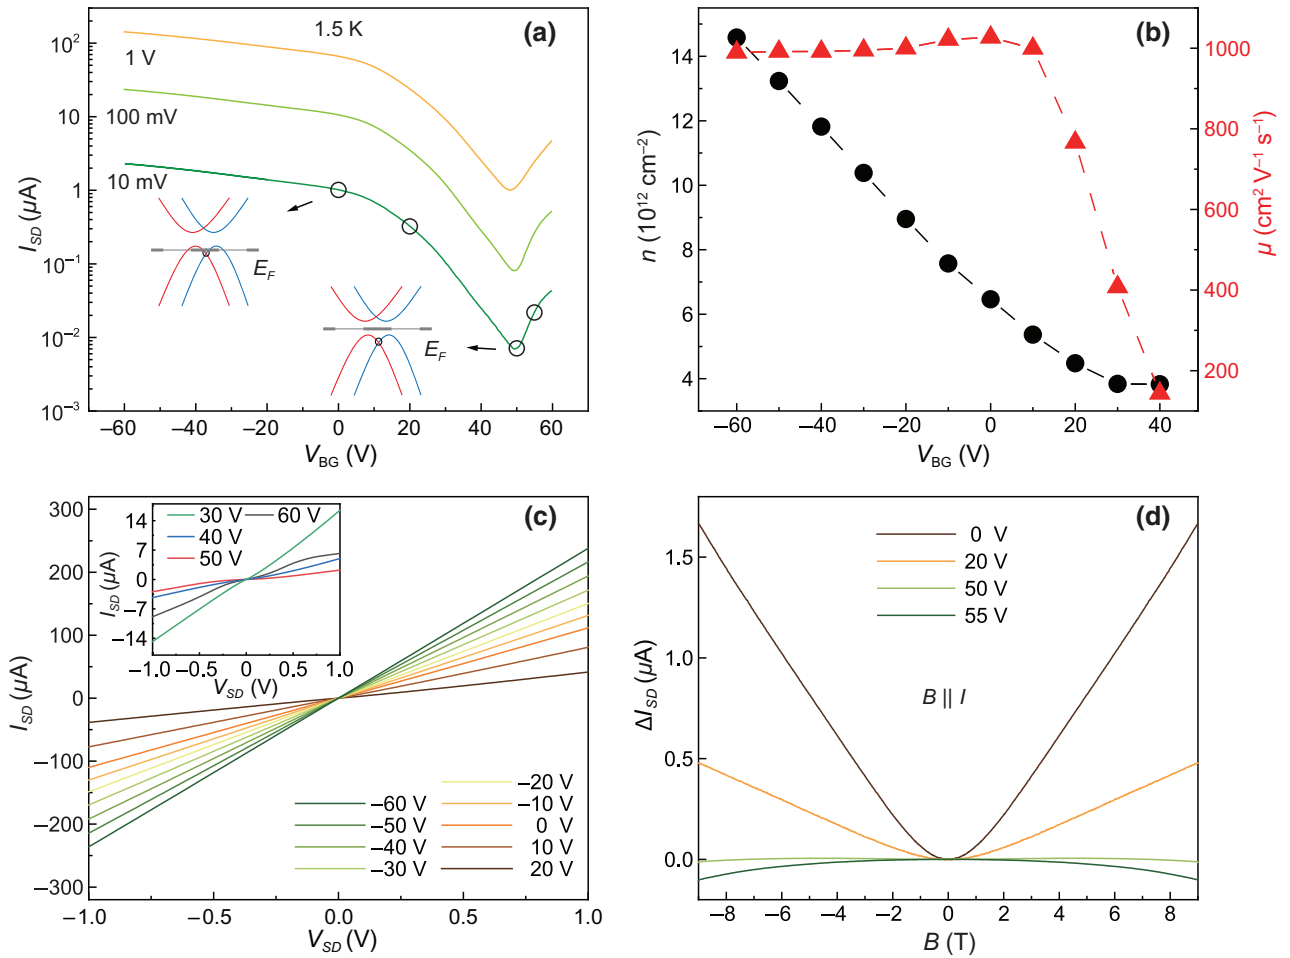 (a)
1.5 K
1 V
100 mV
10 mV
E_F
E_F
10²
10
1
10⁻¹
10⁻²
10⁻³
I_SD (μA)
–60 –40 –20 0 20 40 60
V_BG (V)
(b)
14
12
10
8
6
4
n (10¹² cm⁻²)
1000
800
600
400
200
μ (cm² V⁻¹ s⁻¹)
–60 –40 –20 0 20 40
V_BG (V)
(c)
300
200
100
0
–100
–200
–300
I_SD (μA)
–1.0 –0.5 0.0 0.5 1.0
V_SD (V)
30 V 60 V
40 V
50 V
14
7
0
–7
–14
I_SD (μA)
–1.0 –0.5 0 0.5 1.0
V_SD (V)
–20 V
–60 V –10 V
–50 V 0 V
–40 V 10 V
–30 V 20 V
(d)
0 V
20 V
50 V
55 V
B || I
1.5
1.0
0.5
0.0
ΔI_SD (μA)
–8 –6 –4 –2 0 2 4 6 8
B (T)